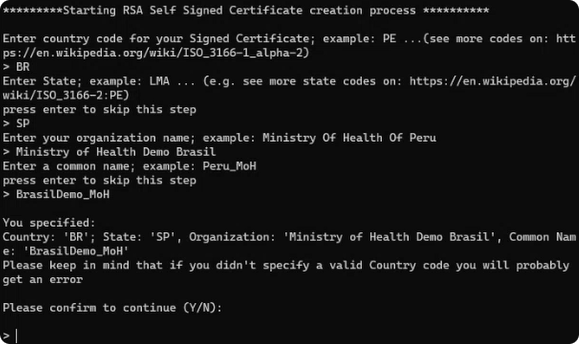 *********Starting RSA Self Signed Certificate creation process **********
Enter country code for your Signed Certificate; example: PE ...(see more codes on: htt
ps://en.wikipedia.org/wiki/ISO_3166-1_alpha-2)
> BR
Enter State; example: LMA ... (e.g. see more state codes on: https://en.wikipedia.org/
wiki/ISO_3166-2:PE)
press enter to skip this step
> SP
Enter your organization name; example: Ministry Of Health Of Peru
> Ministry of Health Demo Brasil
Enter a common name; example: Peru_MoH
press enter to skip this step
> BrasilDemo_MoH
You specified:
Country: 'BR'; State: 'SP', Organization: 'Ministry of Health Demo Brasil', Common Nam
e: 'BrasilDemo_MoH'
Please keep in mind that if you didn't specify a valid Country code you will probably
get an error
Please confirm to continue (Y/N):
>